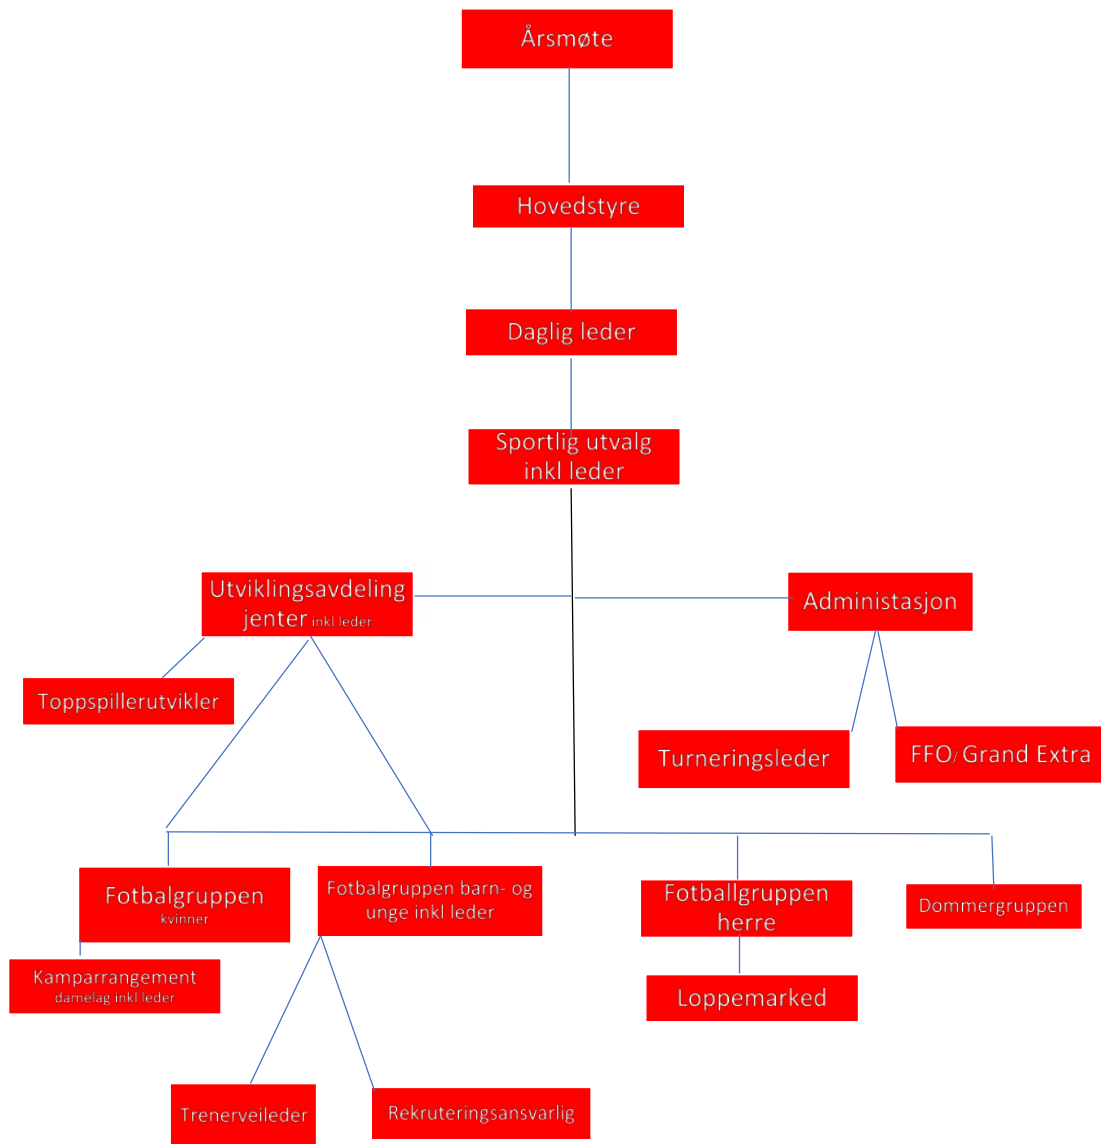 Årsmøte
Hovedstyre
Daglig leder
Sportlig utvalg
inkl leder
Utviklingsavdeling
jenter inkl leder
Administasjon
Toppspillerutvikler
Turneringsleder
FFO/ Grand Extra
Fotbalgruppen
kvinner
Fotbalgruppen barn- og
unge inkl leder
Fotballgruppen
herre
Dommergruppen
Kamparrangement
damelag inkl leder
Loppemarked
Trenerveileder
Rekruteringsansvarlig